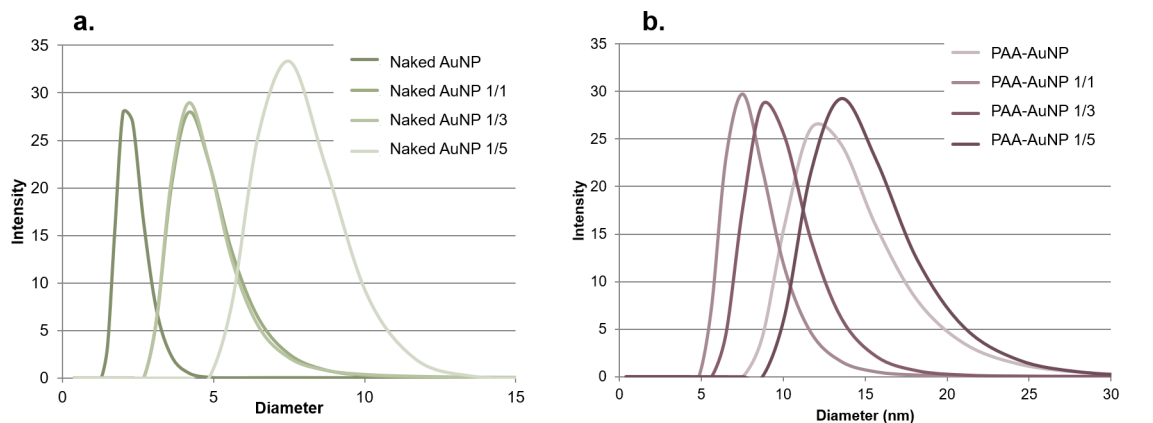 a.
35
30
25
20
15
10
5
0
Intensity
0 5 10 15
Diameter
Naked AuNP
Naked AuNP 1/1
Naked AuNP 1/3
Naked AuNP 1/5
b.
35
30
25
20
15
10
5
0
Intensity
0 5 10 15 20 25 30
Diameter (nm)
PAA-AuNP
PAA-AuNP 1/1
PAA-AuNP 1/3
PAA-AuNP 1/5